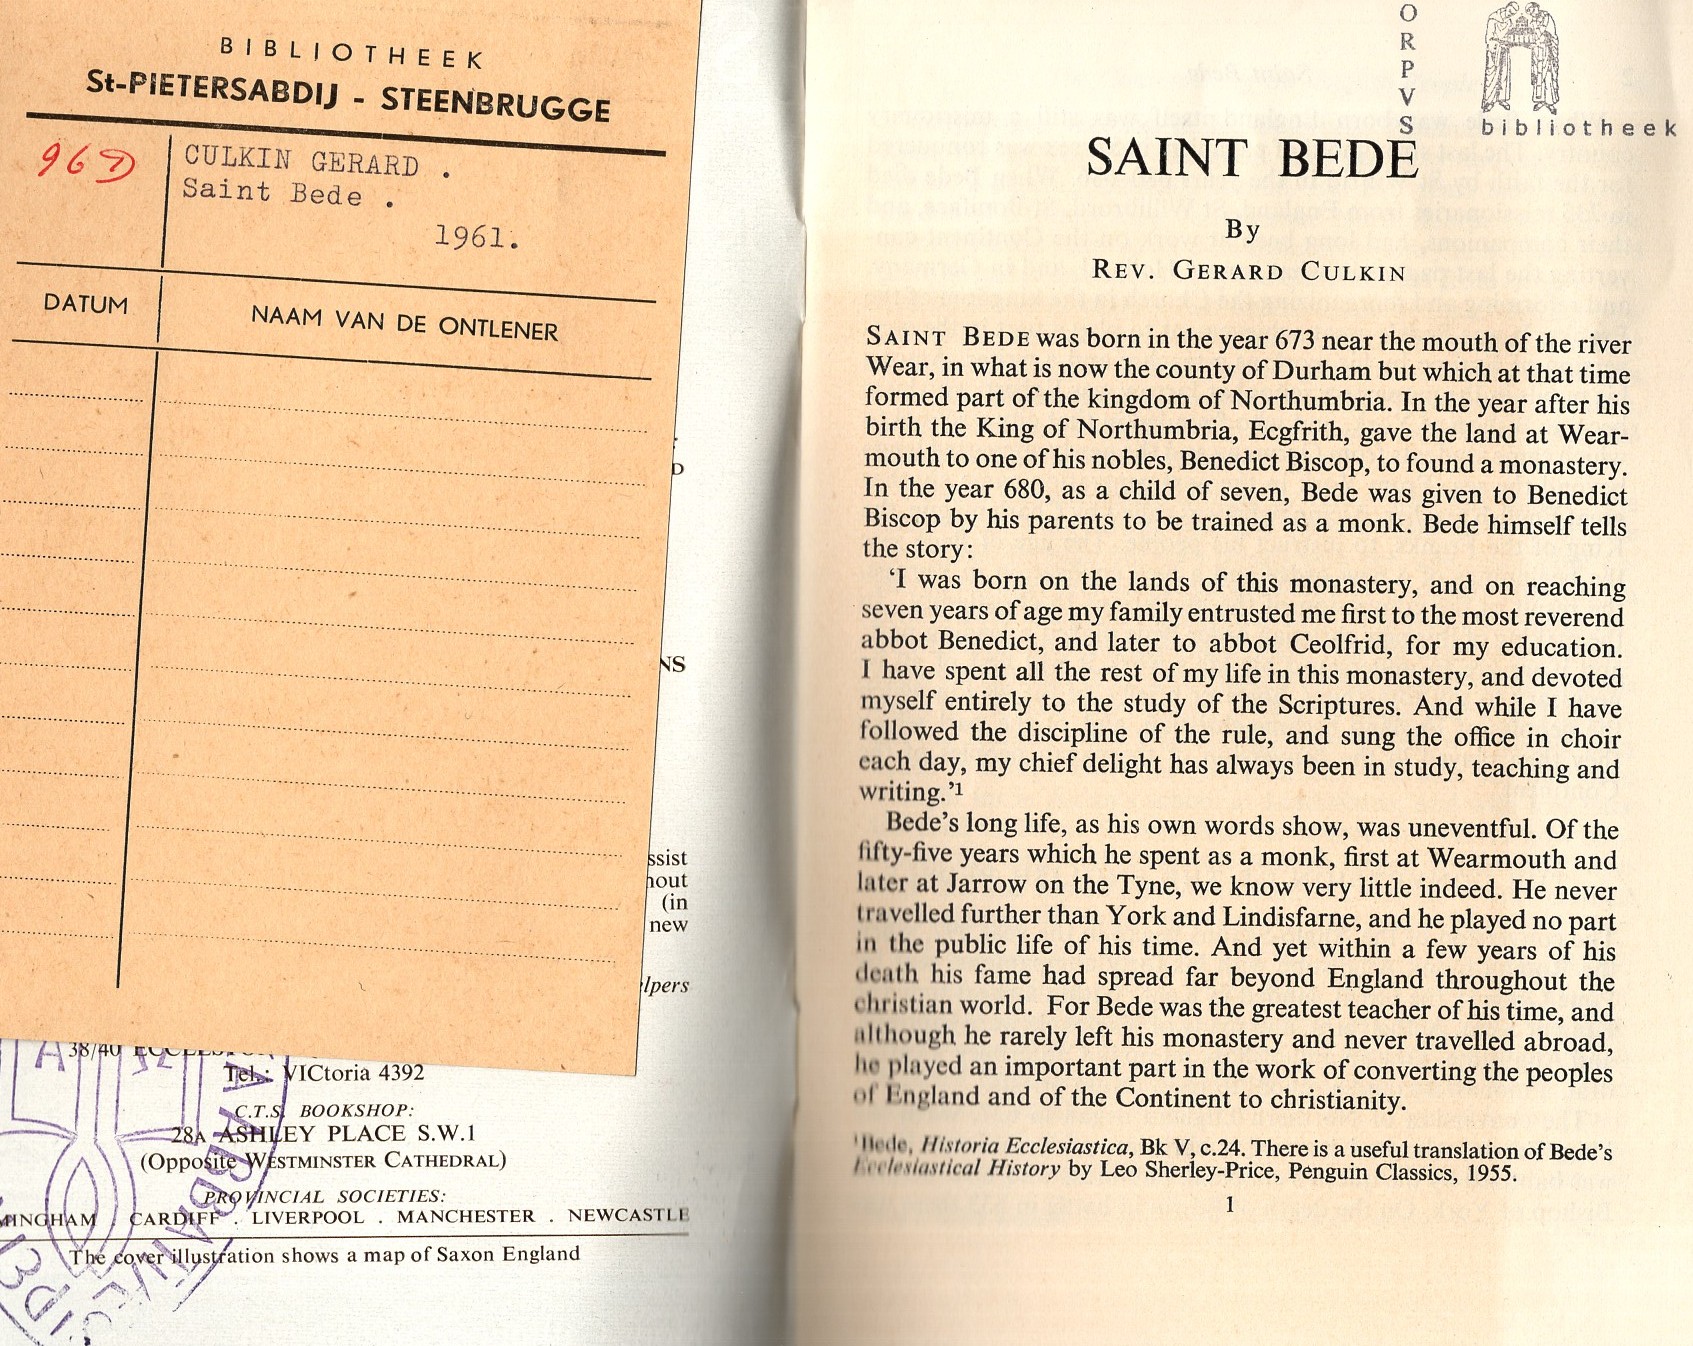 BIBLIOTHEEK
St-PIETERSABDIJ - STEENBRUGGE
CULKIN GERARD .
Saint Bede .
1961.
DATUM
NAAM VAN DE ONTLENER
NS
ssist
hout
(in
new
lpers
38/40
Tel.: VICtoria 4392
C.T.S. BOOKSHOP:
28A ASHLEY PLACE S.W.1
(Opposite WESTMINSTER CATHEDRAL)
PROVINCIAL SOCIETIES:
MINGHAM . CARDIFF . LIVERPOOL . MANCHESTER . NEWCASTLE
The cover illustration shows a map of Saxon England
ORPVS
bibliotheek
SAINT BEDE
By
REV. GERARD CULKIN
SAINT BEDE was born in the year 673 near the mouth of the river
Wear, in what is now the county of Durham but which at that time
formed part of the kingdom of Northumbria. In the year after his
birth the King of Northumbria, Ecgfrith, gave the land at Wear-
mouth to one of his nobles, Benedict Biscop, to found a monastery.
In the year 680, as a child of seven, Bede was given to Benedict
Biscop by his parents to be trained as a monk. Bede himself tells
the story:
‘I was born on the lands of this monastery, and on reaching
seven years of age my family entrusted me first to the most reverend
abbot Benedict, and later to abbot Ceolfrid, for my education.
I have spent all the rest of my life in this monastery, and devoted
myself entirely to the study of the Scriptures. And while I have
followed the discipline of the rule, and sung the office in choir
each day, my chief delight has always been in study, teaching and
writing.’1
Bede’s long life, as his own words show, was uneventful. Of the
fifty-five years which he spent as a monk, first at Wearmouth and
later at Jarrow on the Tyne, we know very little indeed. He never
travelled further than York and Lindisfarne, and he played no part
in the public life of his time. And yet within a few years of his
death his fame had spread far beyond England throughout the
christian world. For Bede was the greatest teacher of his time, and
although he rarely left his monastery and never travelled abroad,
he played an important part in the work of converting the peoples
of England and of the Continent to christianity.
1Bede, Historia Ecclesiastica, Bk V, c.24. There is a useful translation of Bede’s
Ecclesiastical History by Leo Sherley-Price, Penguin Classics, 1955.
1